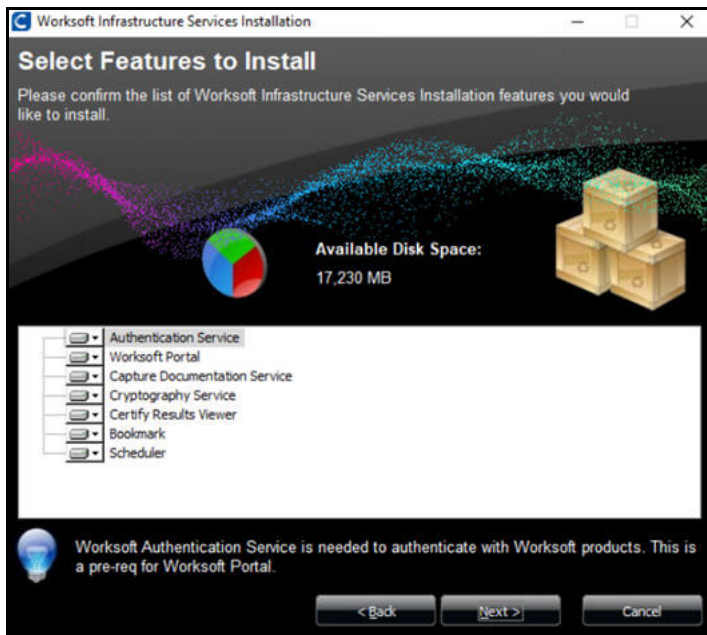 Worksoft Infrastructure Services Installation
Select Features to Install
Please confirm the list of Worksoft Infrastructure Services Installation features you would
like to install.
Available Disk Space:
17,230 MB
Authentication Service
Worksoft Portal
Capture Documentation Service
Cryptography Service
Certify Results Viewer
Bookmark
Scheduler
Worksoft Authentication Service is needed to authenticate with Worksoft products. This is
a pre-req for Worksoft Portal.
< Back
Next >
Cancel